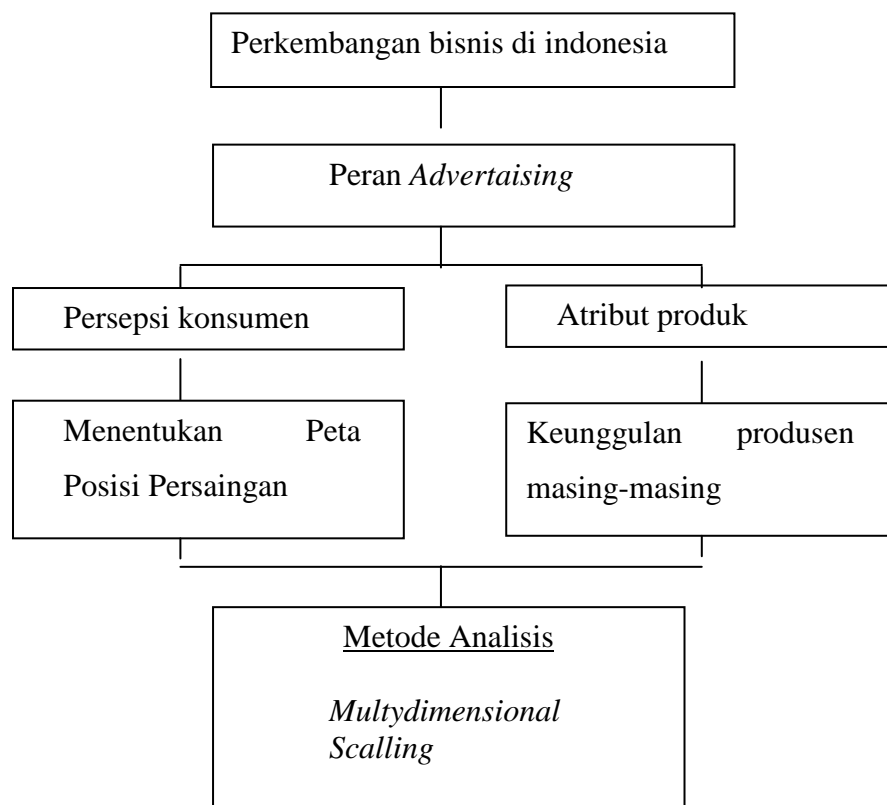 Perkembangan bisnis di indonesia
Peran Advertaising
Persepsi konsumen
Atribut produk
Menentukan Peta
Posisi Persaingan
Keunggulan produsen
masing-masing
Metode Analisis
Multydimensional
Scalling